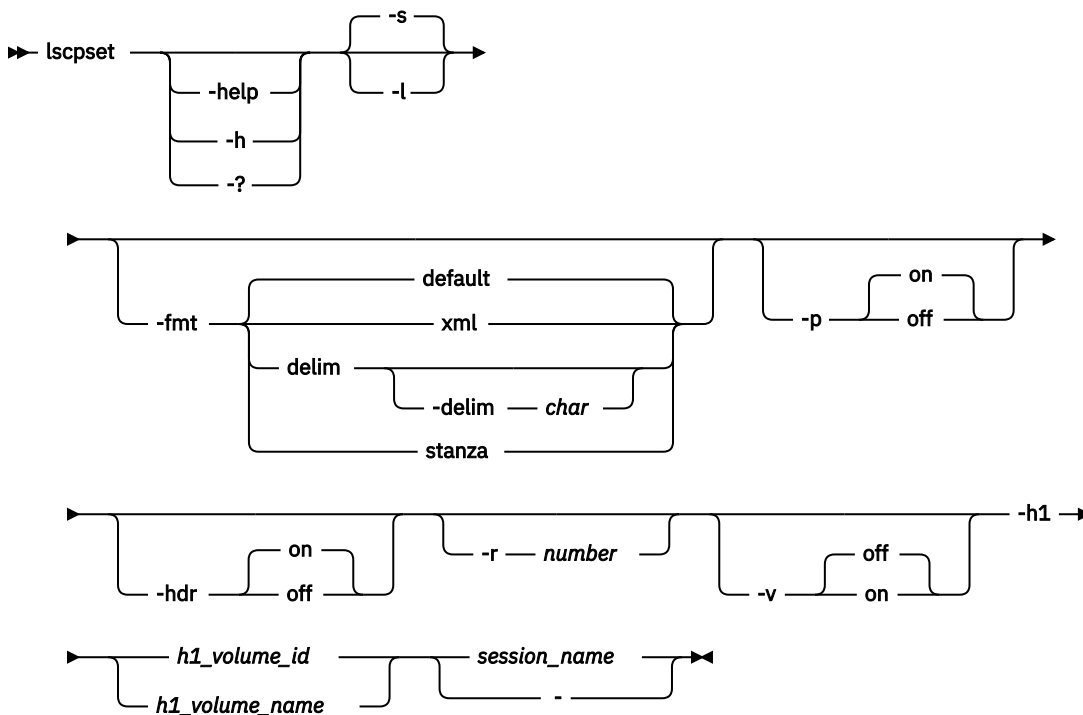 -s
lscpset
-help
-l
-h
-?
default
on
-fmt
xml
-p
off
delim
-delim char
stanza
-h1
on
-r number
off
-hdr
off
-v
on
h1_volume_id
session_name
h1_volume_name
-